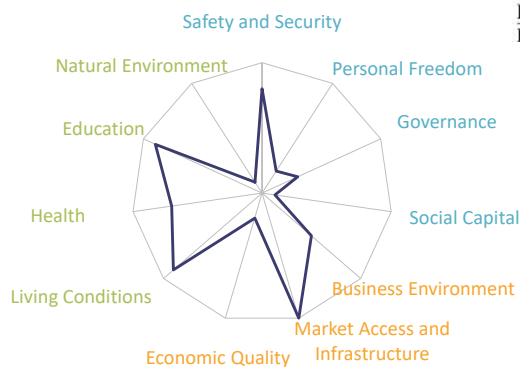 Safety and Security
Natural Environment
Personal Freedom
Education
Governance
Health
Social Capital
Living Conditions
Business Environment
Market Access and
Infrastructure
Economic Quality